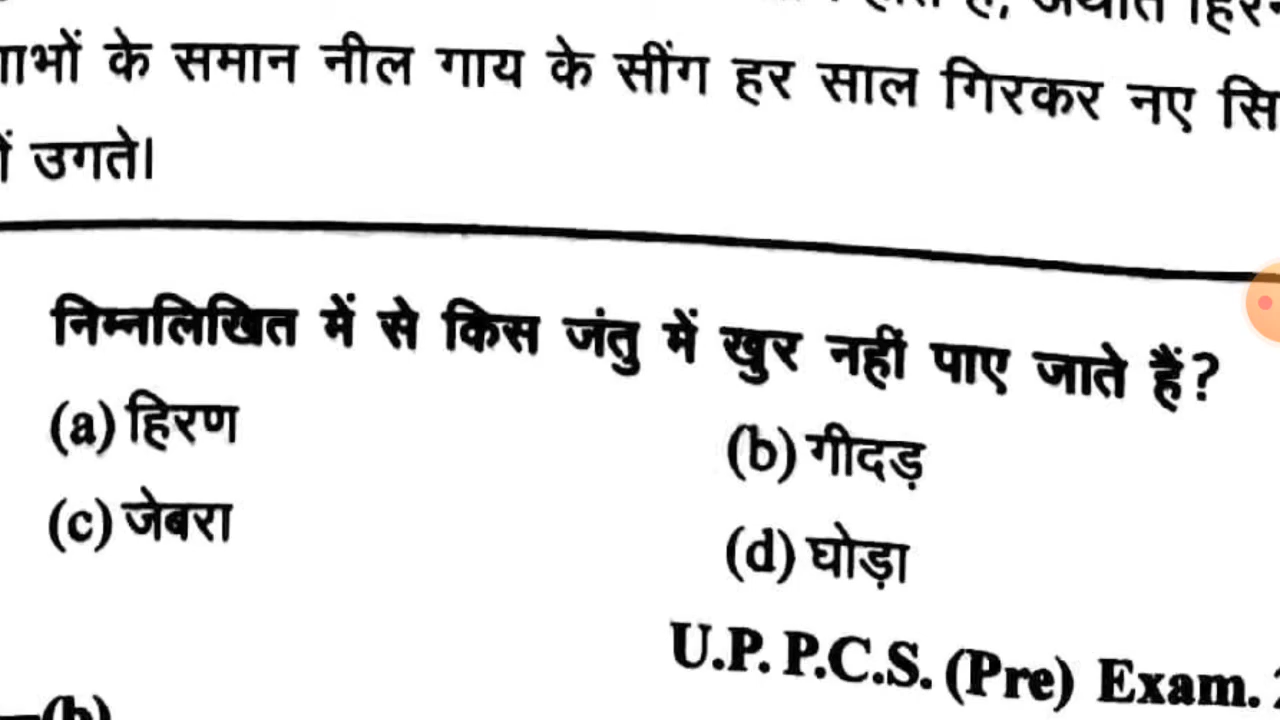 गाभों के समान नील गाय के सींग हर साल गिरकर नए सि
उगते।
निम्नलिखित में से किस जंतु में खुर नहीं पाए जाते हैं?
(a) हिरण
(b) गीदड़
(c) जेबरा
(d) घोड़ा
U.P. P.C.S. (Pre) Exam.
(b)